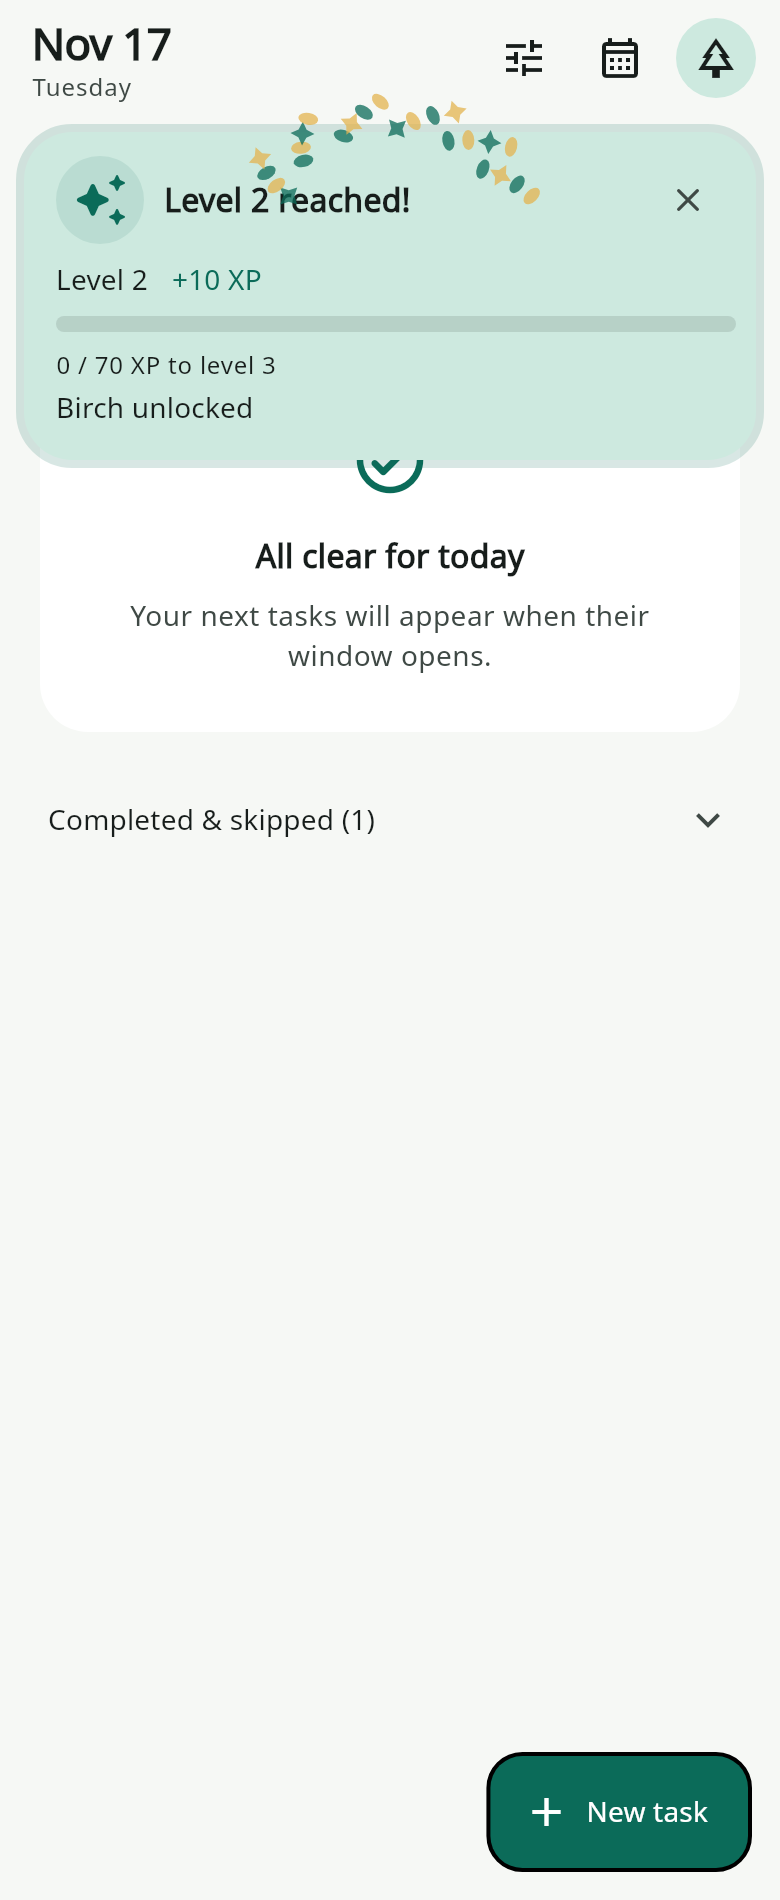 Nov 17
Tuesday
Level 2 reached!
Level 2 +10 XP
0 / 70 XP to level 3
Birch unlocked
All clear for today
Your next tasks will appear when their
window opens.
Completed & skipped (1)
New task